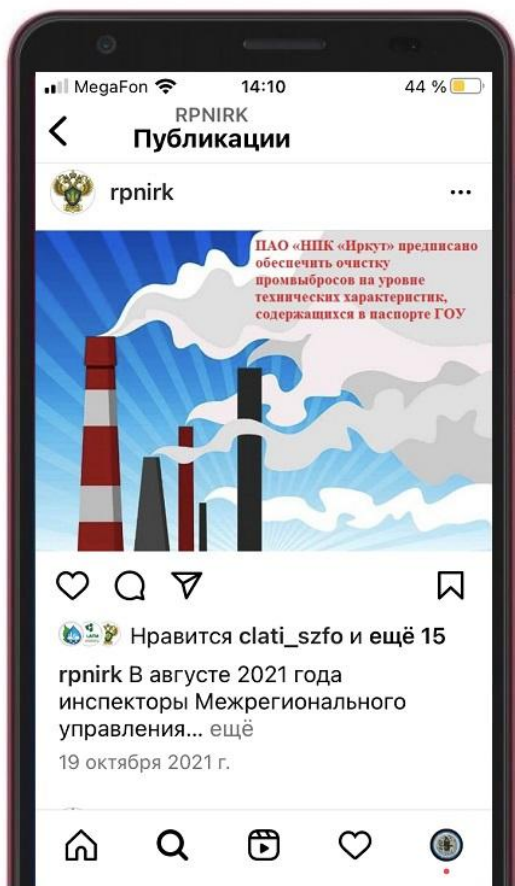 MegaFon 14:10 44 %
RPNIRK
Публикации
rpnirk
ПАО «НПК «Иркут» предписано
обеспечить очистку
промвыбросов на уровне
технических характеристик,
содержащихся в паспорте ГОУ
Нравится clati_szfo и ещё 15
rpnirk В августе 2021 года
инспекторы Межрегионального
управления... ещё
19 октября 2021 г.